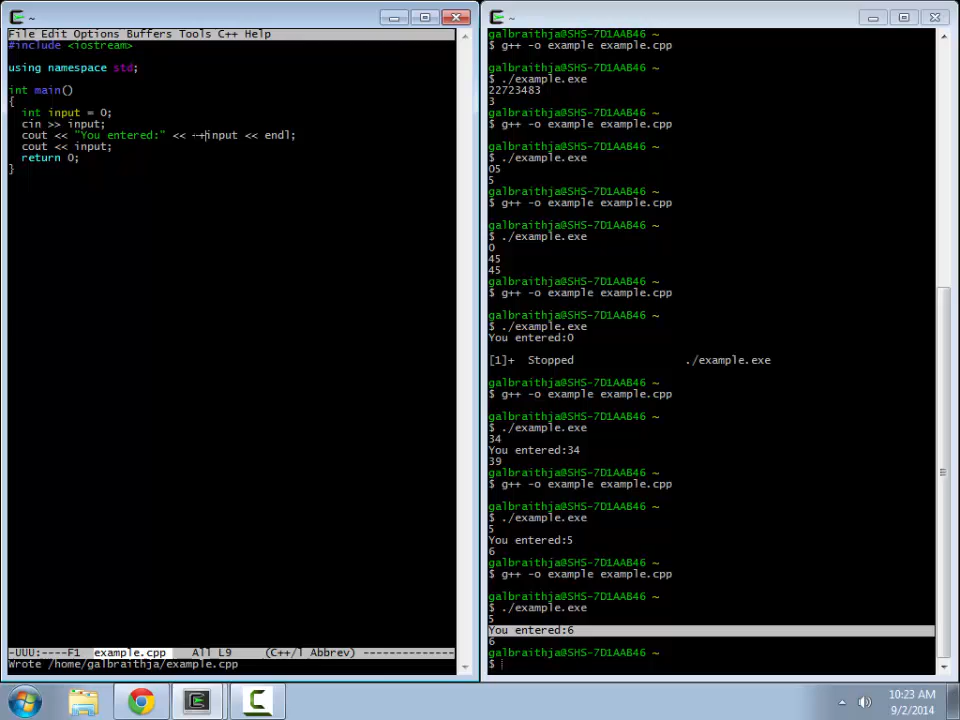 ~
File Edit Options Buffers Tools C++ Help
#include <iostream>
using namespace std;
int main()
{
int input = 0;
cin >> input;
cout << "You entered:" << ++input << endl;
cout << input;
return 0;
}
-UUU:----F1 example.cpp All L9 (C++/l Abbrev) --------------
Wrote /home/galbraithja/example.cpp
~
galbraithja@SHS-7D1AAB46 ~
$ g++ -o example example.cpp
galbraithja@SHS-7D1AAB46 ~
$ ./example.exe
22723483
3
galbraithja@SHS-7D1AAB46 ~
$ g++ -o example example.cpp
galbraithja@SHS-7D1AAB46 ~
$ ./example.exe
05
5
galbraithja@SHS-7D1AAB46 ~
$ g++ -o example example.cpp
galbraithja@SHS-7D1AAB46 ~
$ ./example.exe
0
45
45
galbraithja@SHS-7D1AAB46 ~
$ g++ -o example example.cpp
galbraithja@SHS-7D1AAB46 ~
$ ./example.exe
You entered:0
[1]+ Stopped ./example.exe
galbraithja@SHS-7D1AAB46 ~
$ g++ -o example example.cpp
galbraithja@SHS-7D1AAB46 ~
$ ./example.exe
34
You entered:34
39
galbraithja@SHS-7D1AAB46 ~
$ g++ -o example example.cpp
galbraithja@SHS-7D1AAB46 ~
$ ./example.exe
5
You entered:5
6
galbraithja@SHS-7D1AAB46 ~
$ g++ -o example example.cpp
galbraithja@SHS-7D1AAB46 ~
$ ./example.exe
5
You entered:6
6
galbraithja@SHS-7D1AAB46 ~
$
10:23 AM
9/2/2014